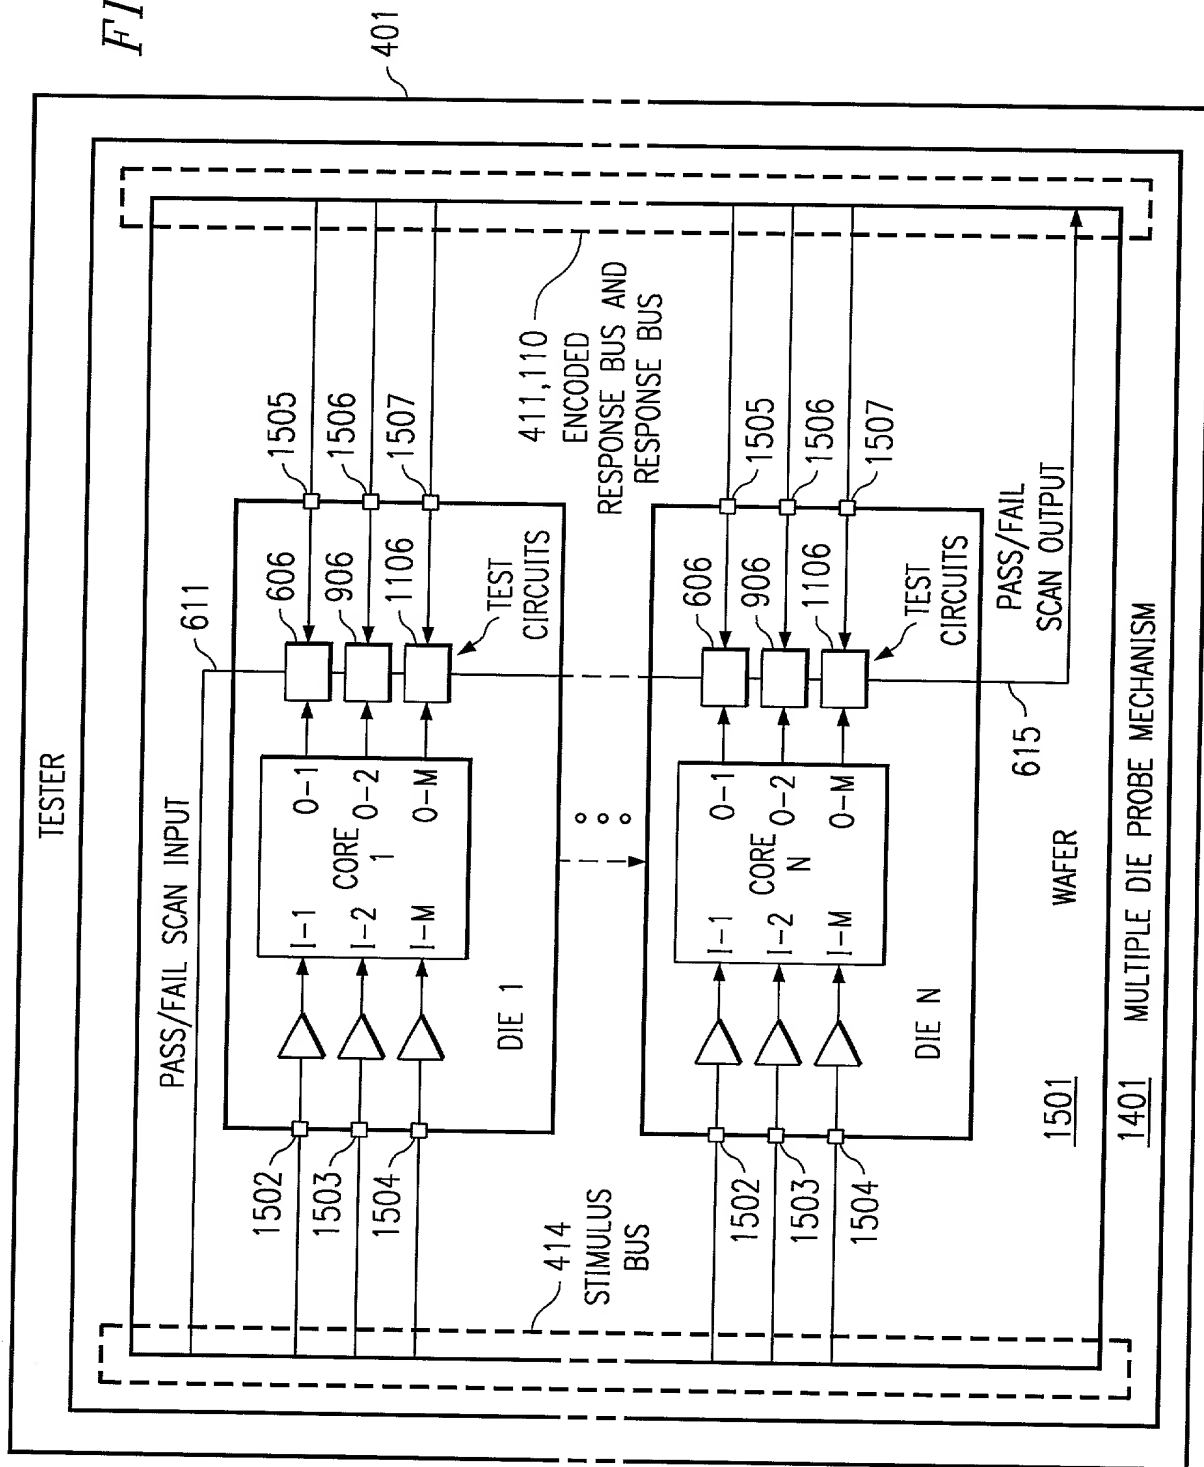 FI
401
TESTER
PASS/FAIL SCAN INPUT
611
606
906
1106
TEST
CIRCUITS
1505
1506
1507
I-1
I-2
I-M
CORE
1
O-1
O-2
O-M
DIE 1
1502
1503
1504
414
STIMULUS
BUS
411,110
ENCODED
RESPONSE BUS AND
RESPONSE BUS
606
906
1106
TEST
CIRCUITS
1505
1506
1507
I-1
I-2
I-M
CORE
N
O-1
O-2
O-M
DIE N
1502
1503
1504
PASS/FAIL
SCAN OUTPUT
615
1501
WAFER
1401
MULTIPLE DIE PROBE MECHANISM